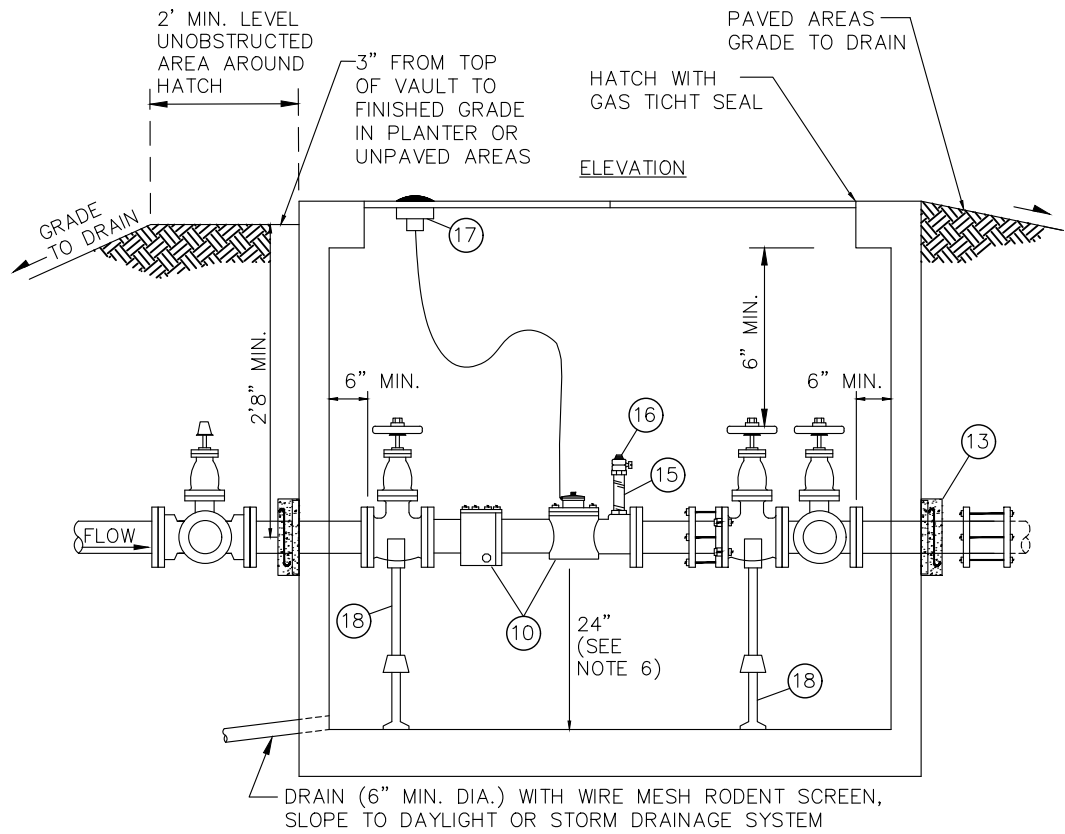 2' MIN. LEVEL
UNOBSTRUCTED
AREA AROUND
HATCH
3" FROM TOP
OF VAULT TO
FINISHED GRADE
IN PLANTER OR
UNPAVED AREAS
PAVED AREAS
GRADE TO DRAIN
HATCH WITH
GAS TICHT SEAL
ELEVATION
GRADE
TO DRAIN
17
2'8" MIN.
6" MIN.
6" MIN.
6" MIN.
16
15
13
FLOW
18
10
24"
(SEE
NOTE 6)
18
DRAIN (6" MIN. DIA.) WITH WIRE MESH RODENT SCREEN,
SLOPE TO DAYLIGHT OR STORM DRAINAGE SYSTEM